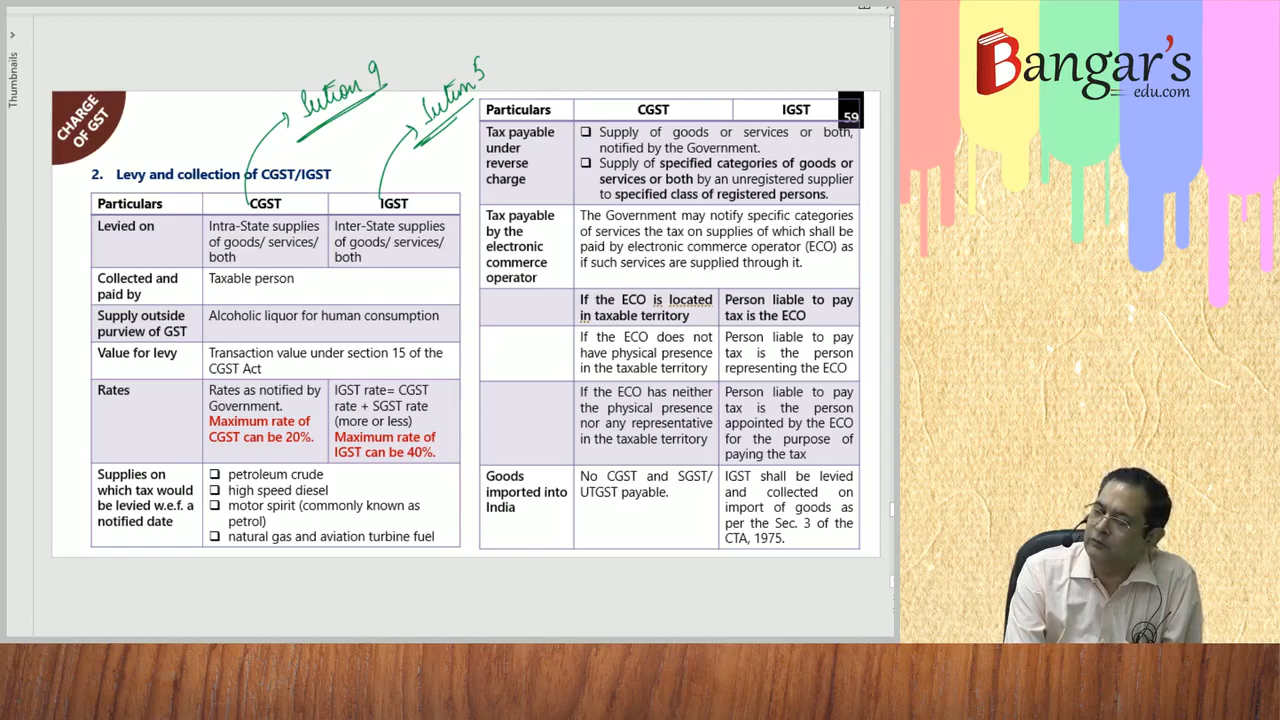 Thumbnails
CHARGE
OF GST
Section 9
Section 5
2. Levy and collection of CGST/IGST
Particulars CGST IGST
Levied on Intra-State supplies of goods/ services/ both Inter-State supplies of goods/ services/ both
Collected and paid by Taxable person
Supply outside purview of GST Alcoholic liquor for human consumption
Value for levy Transaction value under section 15 of the CGST Act
Rates Rates as notified by Government. Maximum rate of CGST can be 20%. IGST rate= CGST rate + SGST rate (more or less) Maximum rate of IGST can be 40%.
Supplies on which tax would be levied w.e.f. a notified date
❑ petroleum crude
❑ high speed diesel
❑ motor spirit (commonly known as petrol)
❑ natural gas and aviation turbine fuel
Particulars CGST IGST
59
Tax payable under reverse charge
❑ Supply of goods or services or both, notified by the Government.
❑ Supply of specified categories of goods or services or both by an unregistered supplier to specified class of registered persons.
Tax payable by the electronic commerce operator The Government may notify specific categories of services the tax on supplies of which shall be paid by electronic commerce operator (ECO) as if such services are supplied through it.
If the ECO is located in taxable territory Person liable to pay tax is the ECO
If the ECO does not have physical presence in the taxable territory Person liable to pay tax is the person representing the ECO
If the ECO has neither the physical presence nor any representative in the taxable territory Person liable to pay tax is the person appointed by the ECO for the purpose of paying the tax
Goods imported into India No CGST and SGST/ UTGST payable. IGST shall be levied and collected on import of goods as per the Sec. 3 of the CTA, 1975.
Bangar's
edu.com